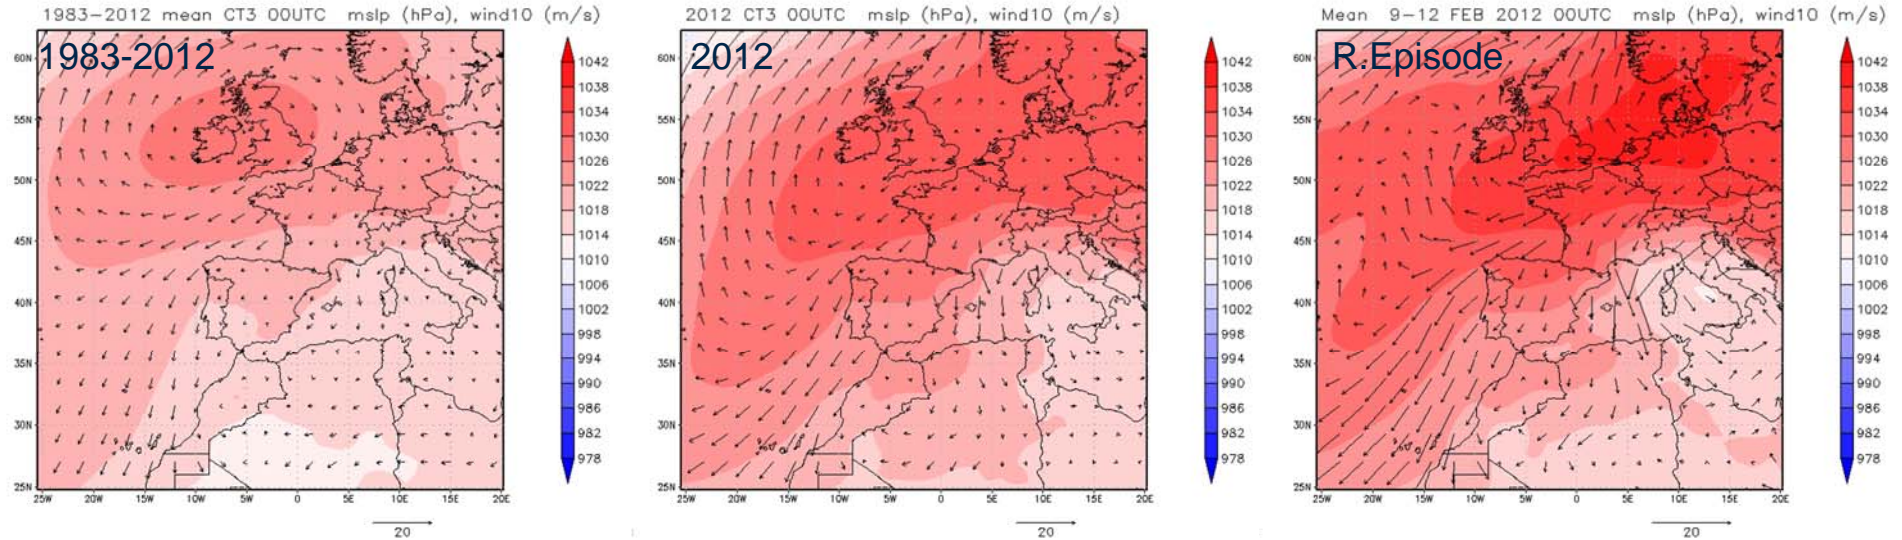 1983-2012 mean CT3 00UTC mslp (hPa), wind10 (m/s)
1983-2012
60N
55N
50N
45N
40N
35N
30N
25N
25W 20W 15W 10W 5W 0 5E 10E 15E 20E
20
1042
1038
1034
1030
1026
1022
1018
1014
1010
1006
1002
998
994
990
986
982
978
2012 CT3 00UTC mslp (hPa), wind10 (m/s)
2012
60N
55N
50N
45N
40N
35N
30N
25N
25W 20W 15W 10W 5W 0 5E 10E 15E 20E
20
1042
1038
1034
1030
1026
1022
1018
1014
1010
1006
1002
998
994
990
986
982
978
Mean 9-12 FEB 2012 00UTC mslp (hPa), wind10 (m/s)
R.Episode
60N
55N
50N
45N
40N
35N
30N
25N
25W 20W 15W 10W 5W 0 5E 10E 15E 20E
20
1042
1038
1034
1030
1026
1022
1018
1014
1010
1006
1002
998
994
990
986
982
978